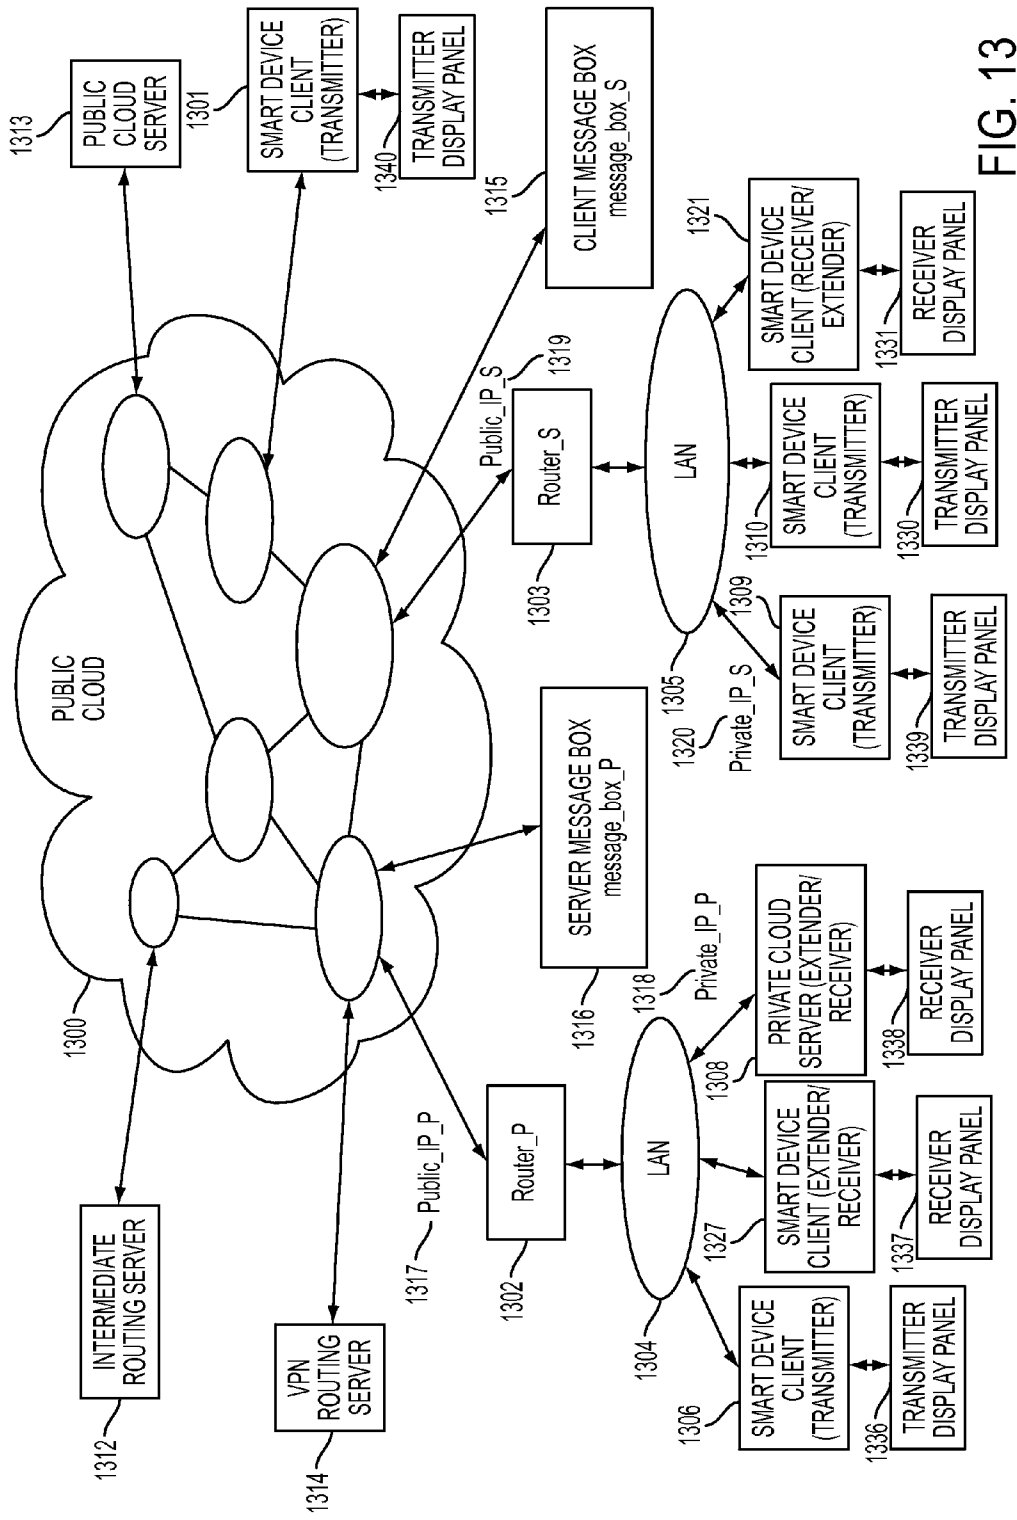 1312
INTERMEDIATE
ROUTING SERVER
1300
PUBLIC
CLOUD
1313
PUBLIC
CLOUD
SERVER
1314
VPN
ROUTING
SERVER
1301
SMART DEVICE
CLIENT
(TRANSMITTER)
1340
TRANSMITTER
DISPLAY PANEL
1317
Public_IP_P
1302
Router_P
1316
SERVER MESSAGE BOX
message_box_P
1303
Router_S
Public_IP_S
1319
1315
CLIENT MESSAGE BOX
message_box_S
1304
LAN
1318
Private_IP_P
1305
LAN
1320
Private_IP_S
1306
SMART DEVICE
CLIENT
(TRANSMITTER)
1327
SMART DEVICE
CLIENT (EXTENDER/
RECEIVER)
1308
PRIVATE CLOUD
SERVER (EXTENDER/
RECEIVER)
1309
SMART DEVICE
CLIENT
(TRANSMITTER)
1310
SMART DEVICE
CLIENT
(TRANSMITTER)
1321
SMART DEVICE
CLIENT (RECEIVER/
EXTENDER)
1336
TRANSMITTER
DISPLAY PANEL
1337
RECEIVER
DISPLAY PANEL
1338
RECEIVER
DISPLAY PANEL
1339
TRANSMITTER
DISPLAY PANEL
1330
TRANSMITTER
DISPLAY PANEL
1331
RECEIVER
DISPLAY PANEL
FIG. 13